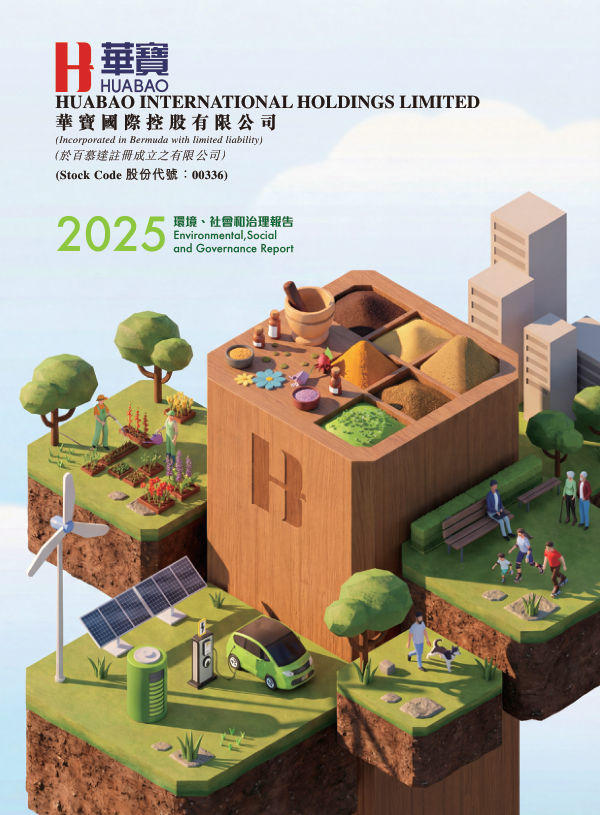 華寶
HUABAO
HUABAO INTERNATIONAL HOLDINGS LIMITED
華寶國際控股有限公司
(Incorporated in Bermuda with limited liability)
(於百慕達註冊成立之有限公司)
(Stock Code 股份代號：00336)
2025
環境、社會和治理報告
Environmental,Social
and Governance Report